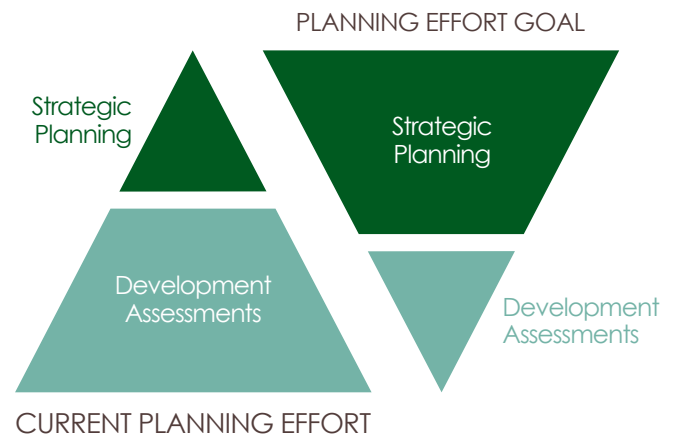 PLANNING EFFORT GOAL
Strategic
Planning
Strategic
Planning
Development
Assessments
Development
Assessments
CURRENT PLANNING EFFORT